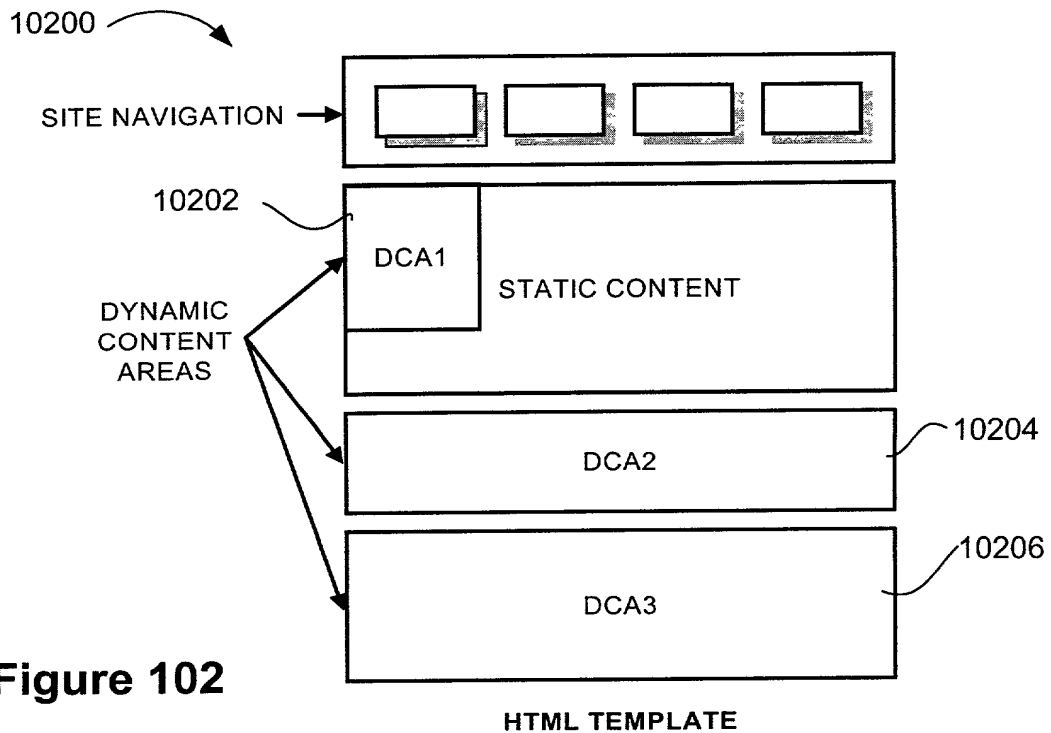 10200
SITE NAVIGATION
10202
DCA1
STATIC CONTENT
DYNAMIC
CONTENT
AREAS
10204
DCA2
10206
DCA3
Figure 102
HTML TEMPLATE